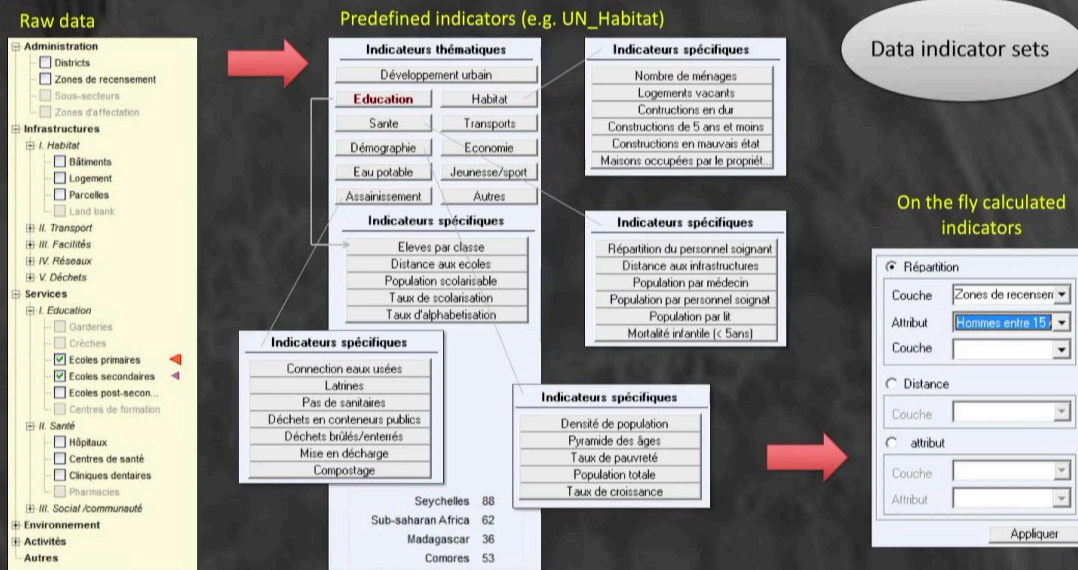 Raw data
Administration
Districts
Zones de recensement
Sous-secteurs
Zones d'affectation
Infrastructures
I. Habitat
Bâtiments
Logement
Parcelles
Land bank
II. Transport
III. Facilités
IV. Réseaux
V. Déchets
Services
I. Education
Garderies
Crèches
Ecoles primaires
Ecoles secondaires
Ecoles post-secon...
Centres de formation
II. Santé
Hôpitaux
Centres de santé
Cliniques dentaires
Pharmacies
III. Social /communauté
Environnement
Activités
Autres
Predefined indicators (e.g. UN_Habitat)
Indicateurs thématiques
Développement urbain
Education Habitat
Sante Transports
Démographie Economie
Eau potable Jeunesse/sport
Assainissement Autres
Indicateurs spécifiques
Eleves par classe
Distance aux ecoles
Population scolarisable
Taux de scolarisation
Taux d'alphabetisation
Indicateurs spécifiques
Connection eaux usées
Latrines
Pas de sanitaires
Déchets en conteneurs publics
Déchets brûlés/enterrés
Mise en décharge
Compostage
Seychelles 88
Sub-saharan Africa 62
Madagascar 36
Comores 53
Indicateurs spécifiques
Nombre de ménages
Logements vacants
Contructions en dur
Constructions de 5 ans et moins
Constructions en mauvais état
Maisons occupées par le propriét...
Indicateurs spécifiques
Répartition du personnel soignant
Distance aux infrastructures
Population par médecin
Population par personnel soignat
Population par lit
Mortalité infantile (< 5ans)
Indicateurs spécifiques
Densité de population
Pyramide des âges
Taux de pauvreté
Population totale
Taux de croissance
Data indicator sets
On the fly calculated
indicators
Répartition
Couche Zones de recensen
Attribut Hommes entre 15
Couche
Distance
Couche
attribut
Couche
Attribut
Appliquer